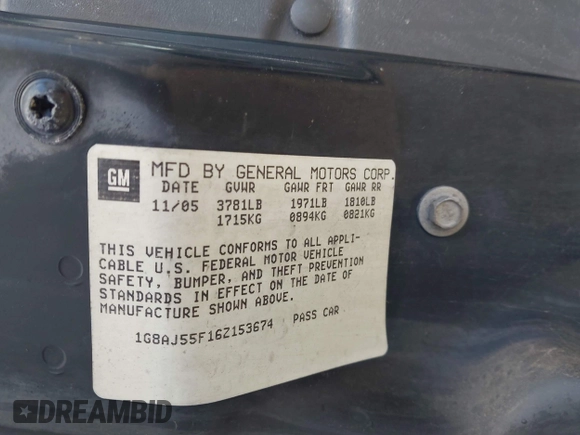 GM
MFD BY GENERAL MOTORS CORP.
DATE GVWR GAWR FRT GAWR RR
11/05 3781LB 1971LB 1810LB
1715KG 0894KG 0821KG
THIS VEHICLE CONFORMS TO ALL APPLI-
CABLE U.S. FEDERAL MOTOR VEHICLE
SAFETY, BUMPER, AND THEFT PREVENTION
STANDARDS IN EFFECT ON THE DATE OF
MANUFACTURE SHOWN ABOVE.
1G8AJ55F16Z153674 PASS CAR
DREAMBID